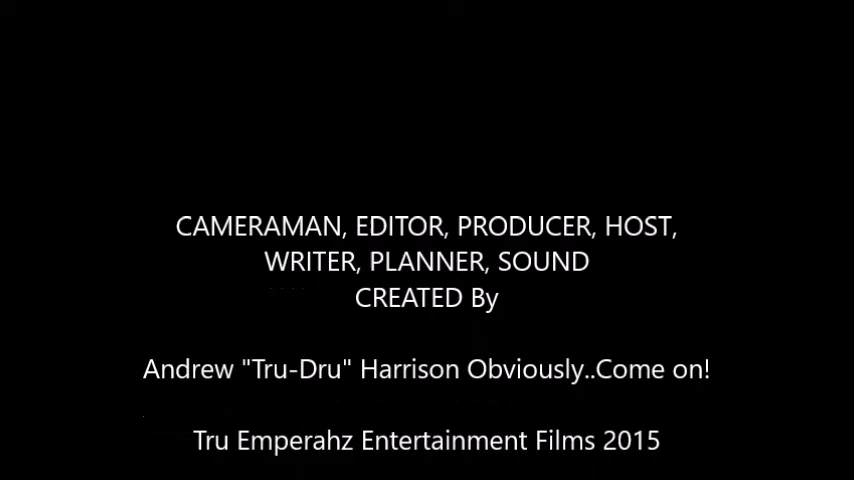 CAMERAMAN, EDITOR, PRODUCER, HOST,
WRITER, PLANNER, SOUND
CREATED By
Andrew "Tru-Dru" Harrison Obviously..Come on!
Tru Emperahz Entertainment Films 2015